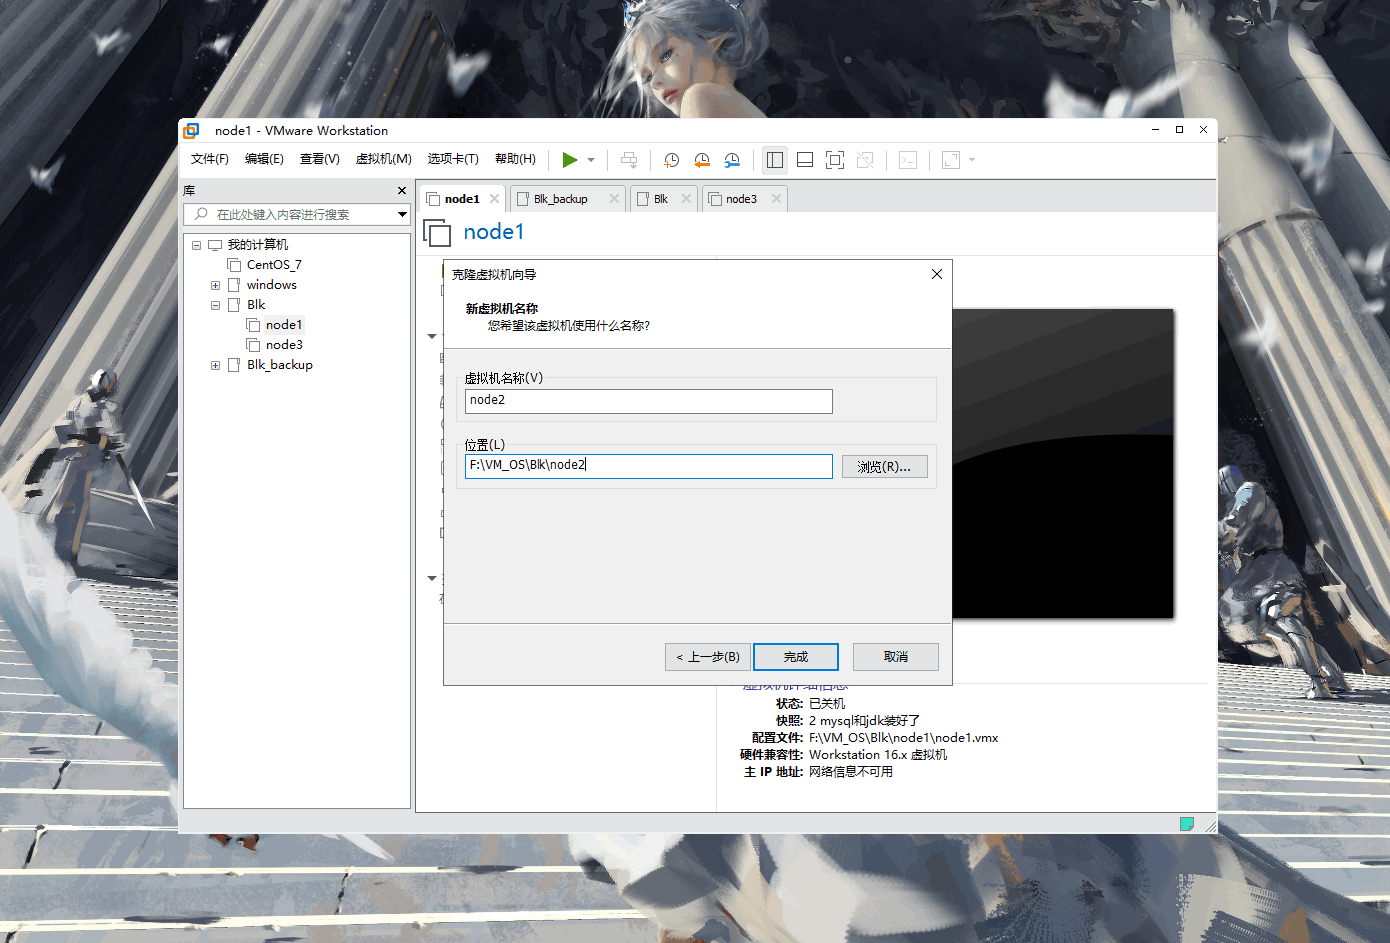 node1 - VMware Workstation
文件(F) 编辑(E) 查看(V) 虚拟机(M) 选项卡(T) 帮助(H)
库
在此处键入内容进行搜索
我的计算机
CentOS_7
windows
Blk
node1
node3
Blk_backup
node1 Blk_backup Blk node3
node1
克隆虚拟机向导
新虚拟机名称
您希望该虚拟机使用什么名称?
虚拟机名称(V)
node2
位置(L)
F:\VM_OS\Blk\node2
浏览(R)...
< 上一步(B) 完成 取消
虚拟机详细信息
状态: 已关机
快照: 2 mysql和jdk装好了
配置文件: F:\VM_OS\Blk\node1\node1.vmx
硬件兼容性: Workstation 16.x 虚拟机
主 IP 地址: 网络信息不可用